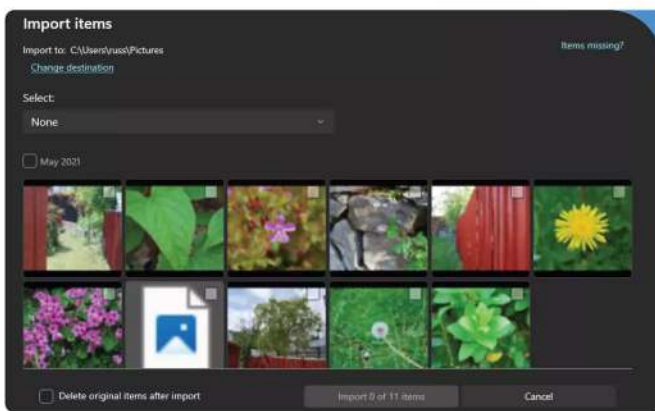 Import items
Import to: C:\Users\russ\Pictures
Items missing?
Change destination
Select:
None
May 2021
Delete original items after import
Import 0 of 11 items
Cancel